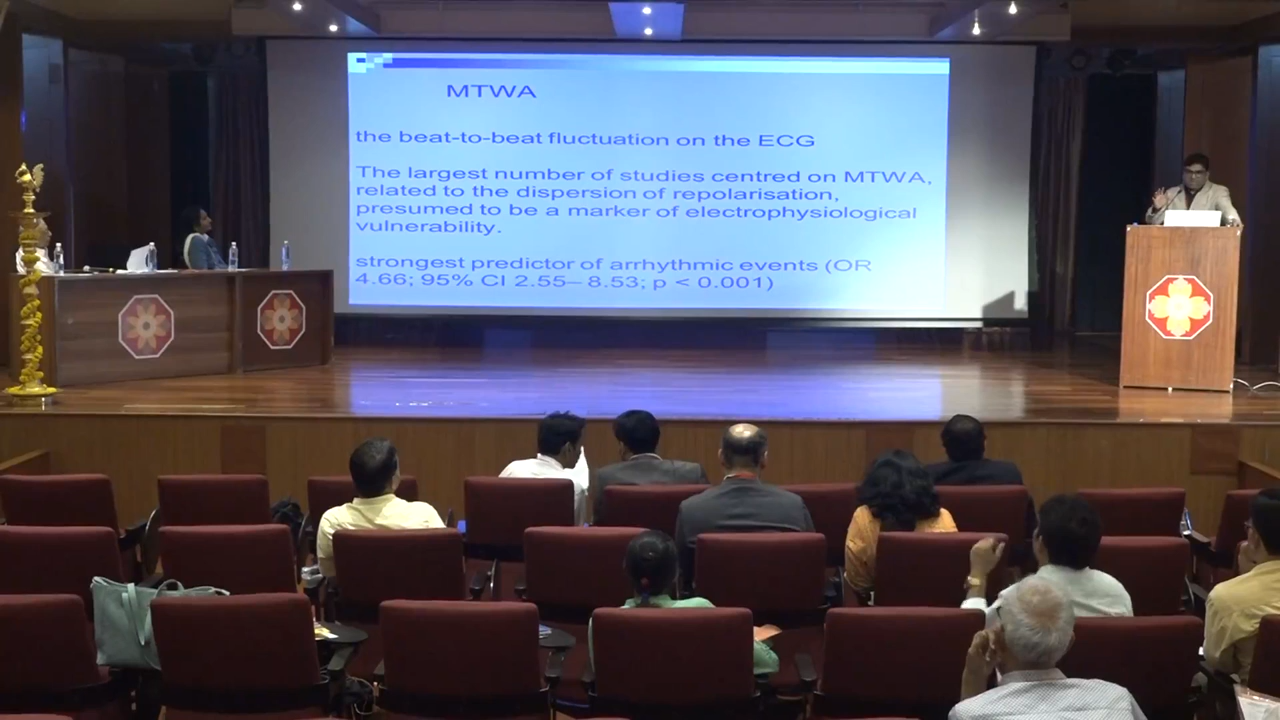 MTWA
the beat-to-beat fluctuation on the ECG
The largest number of studies centred on MTWA,
related to the dispersion of repolarisation,
presumed to be a marker of electrophysiological
vulnerability.
strongest predictor of arrhythmic events (OR
4.66; 95% CI 2.55– 8.53; p < 0.001)